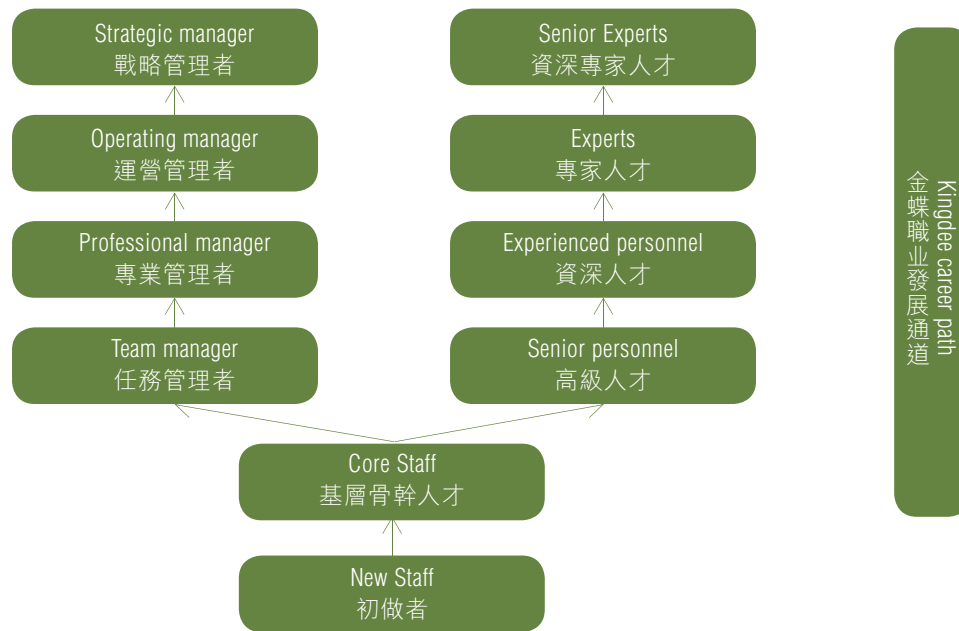 Strategic manager
戰略管理者
Senior Experts
資深專家人才
Operating manager
運營管理者
Experts
專家人才
Professional manager
專業管理者
Experienced personnel
資深人才
Team manager
任務管理者
Senior personnel
高級人才
Core Staff
基層骨幹人才
New Staff
初做者
Kingdee career path
金蝶職业發展通道